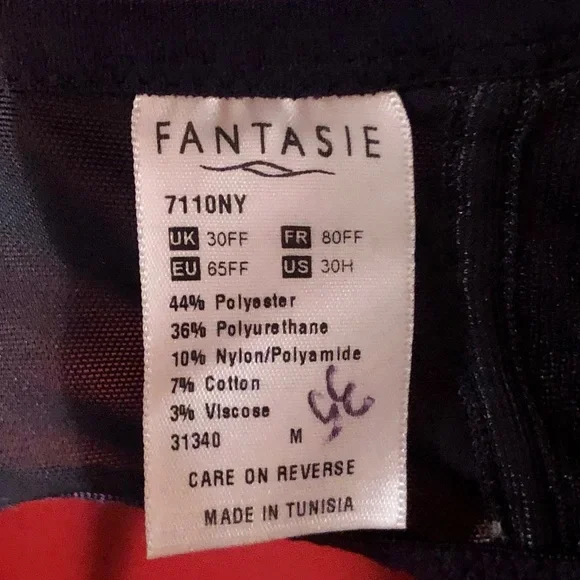 FANTASIE
7110NY
UK 30FF FR 80FF
EU 65FF US 30H
44% Polyester
36% Polyurethane
10% Nylon/Polyamide
7% Cotton
3% Viscose
31340 M
CARE ON REVERSE
MADE IN TUNISIA